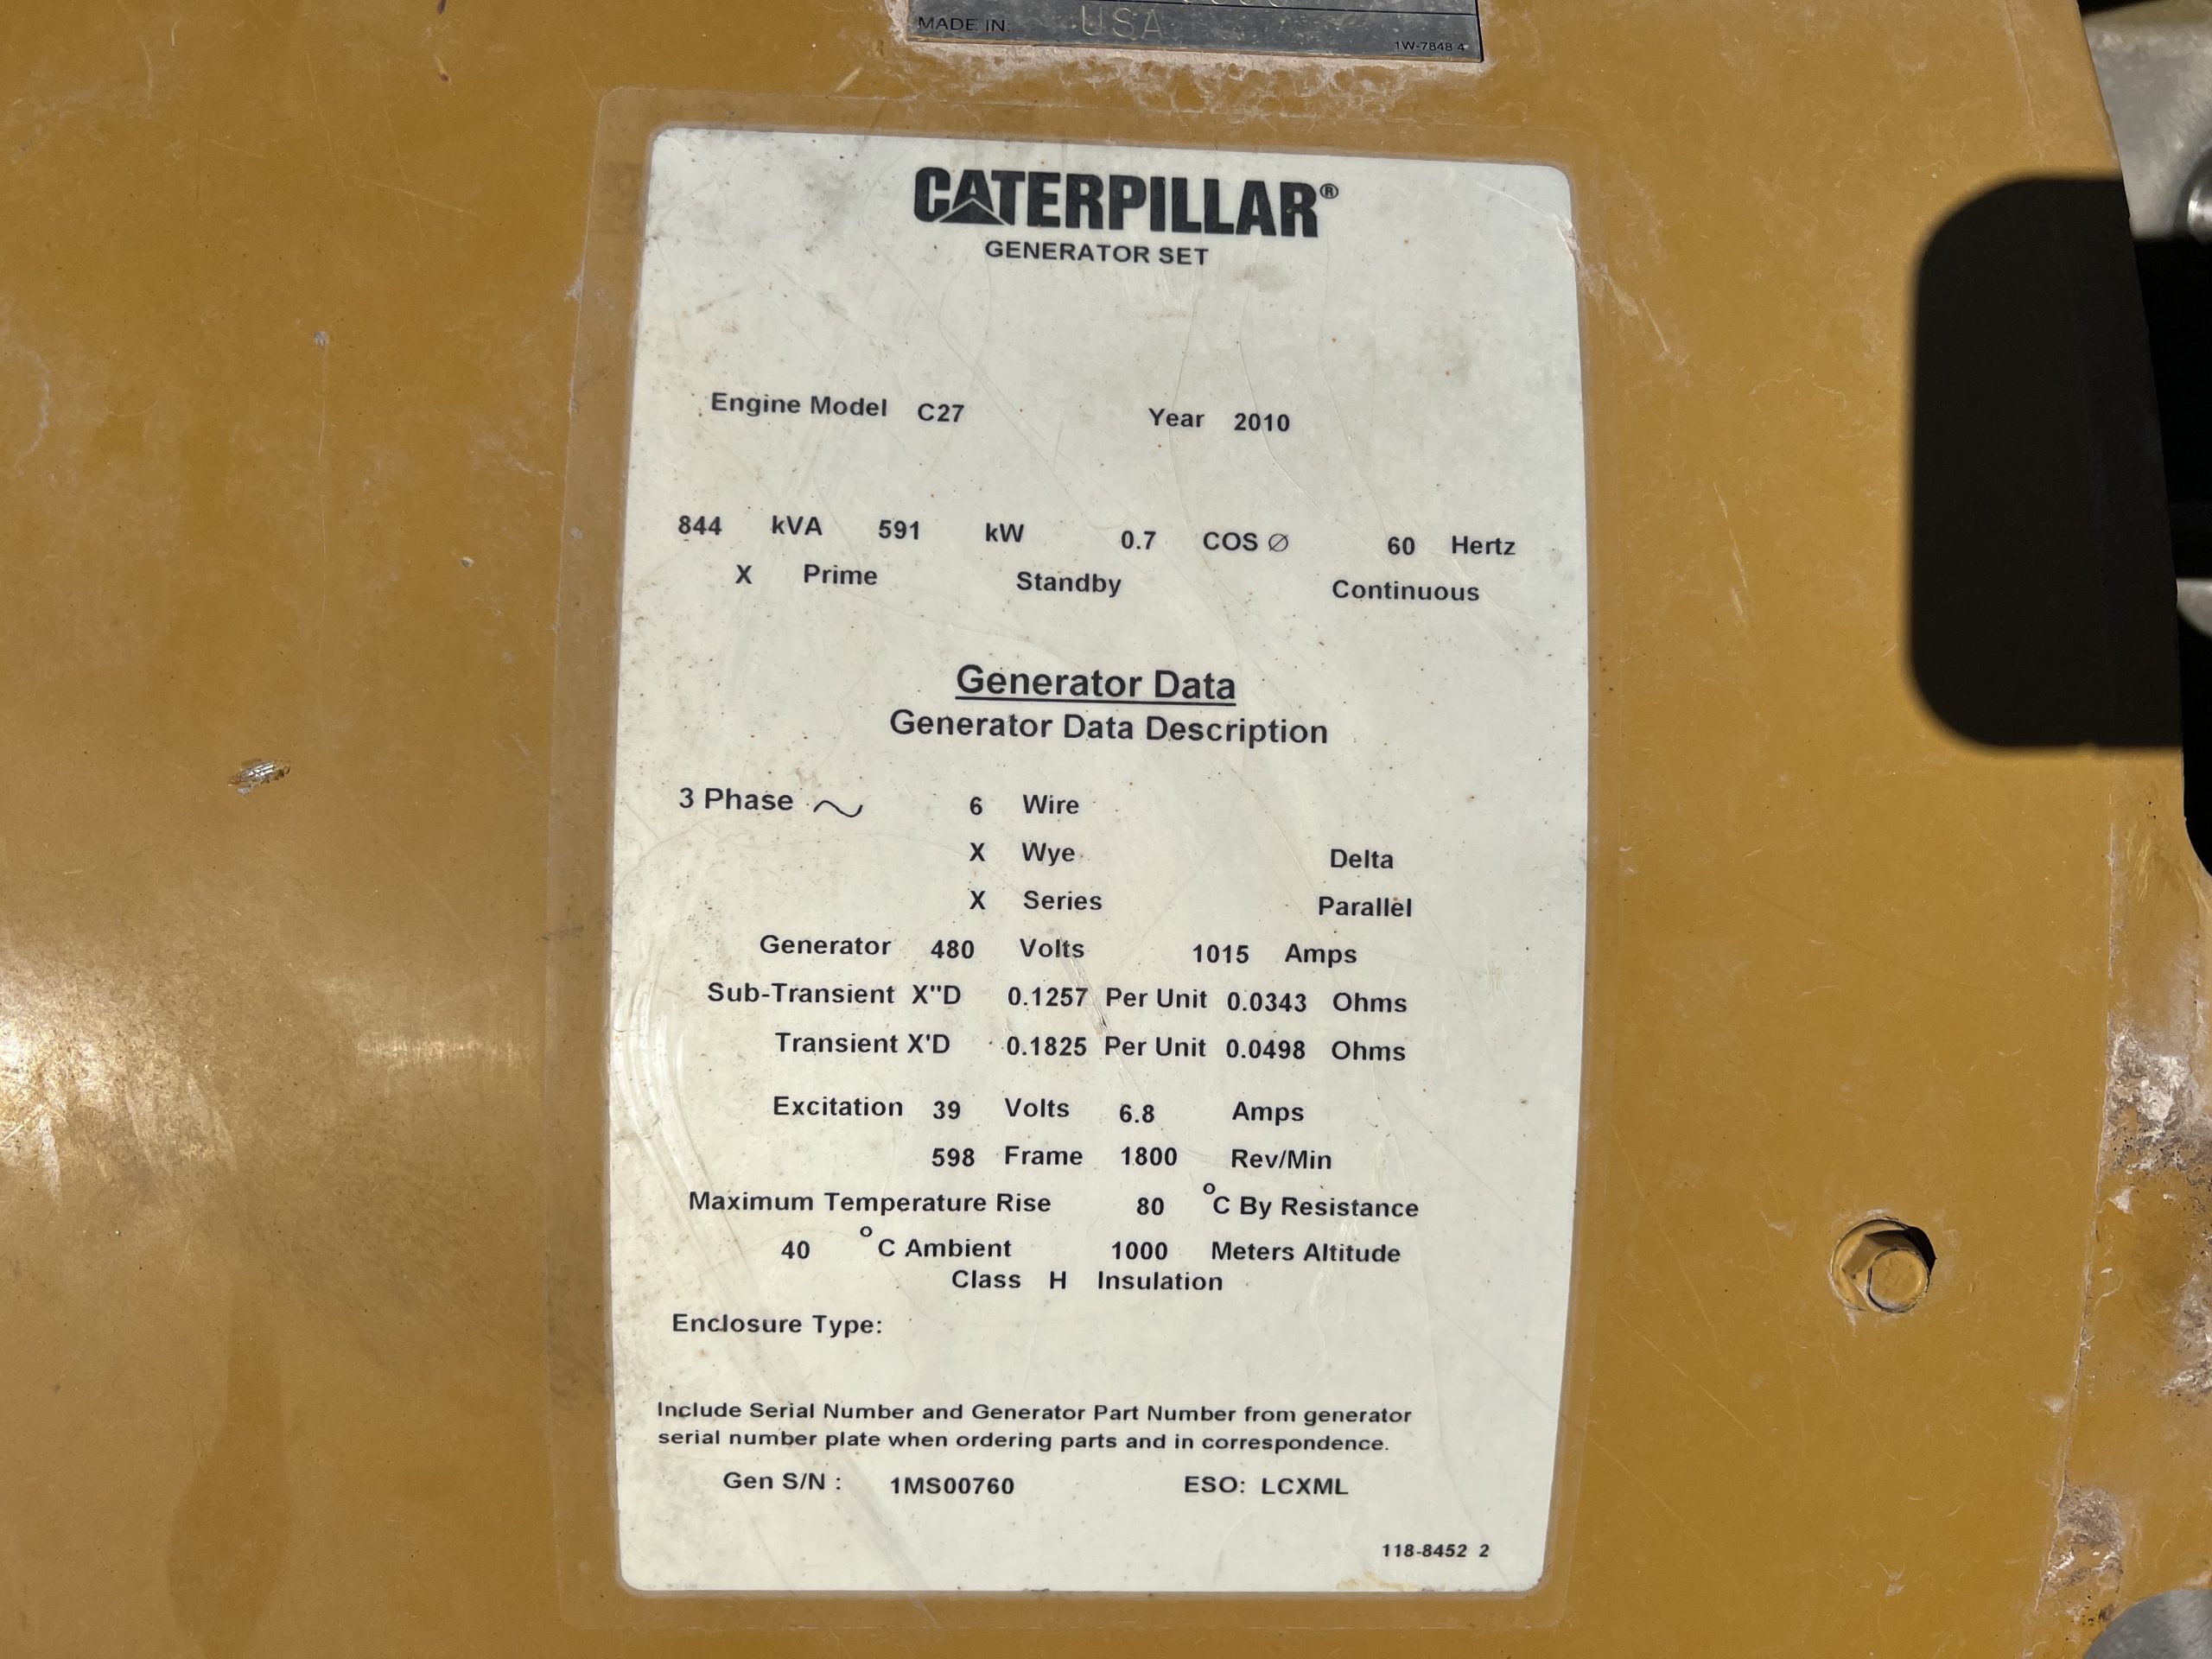 MADE IN: USA 1W-7848 4
CATERPILLAR®
GENERATOR SET
Engine Model C27 Year 2010
844 kVA 591 kW 0.7 COS ∅ 60 Hertz
X Prime Standby Continuous
Generator Data
Generator Data Description
3 Phase ~ 6 Wire
X Wye Delta
X Series Parallel
Generator 480 Volts 1015 Amps
Sub-Transient X"D 0.1257 Per Unit 0.0343 Ohms
Transient X'D 0.1825 Per Unit 0.0498 Ohms
Excitation 39 Volts 6.8 Amps
598 Frame 1800 Rev/Min
Maximum Temperature Rise 80 °C By Resistance
40 °C Ambient 1000 Meters Altitude
Class H Insulation
Enclosure Type:
Include Serial Number and Generator Part Number from generator
serial number plate when ordering parts and in correspondence.
Gen S/N : 1MS00760 ESO: LCXML
118-8452 2